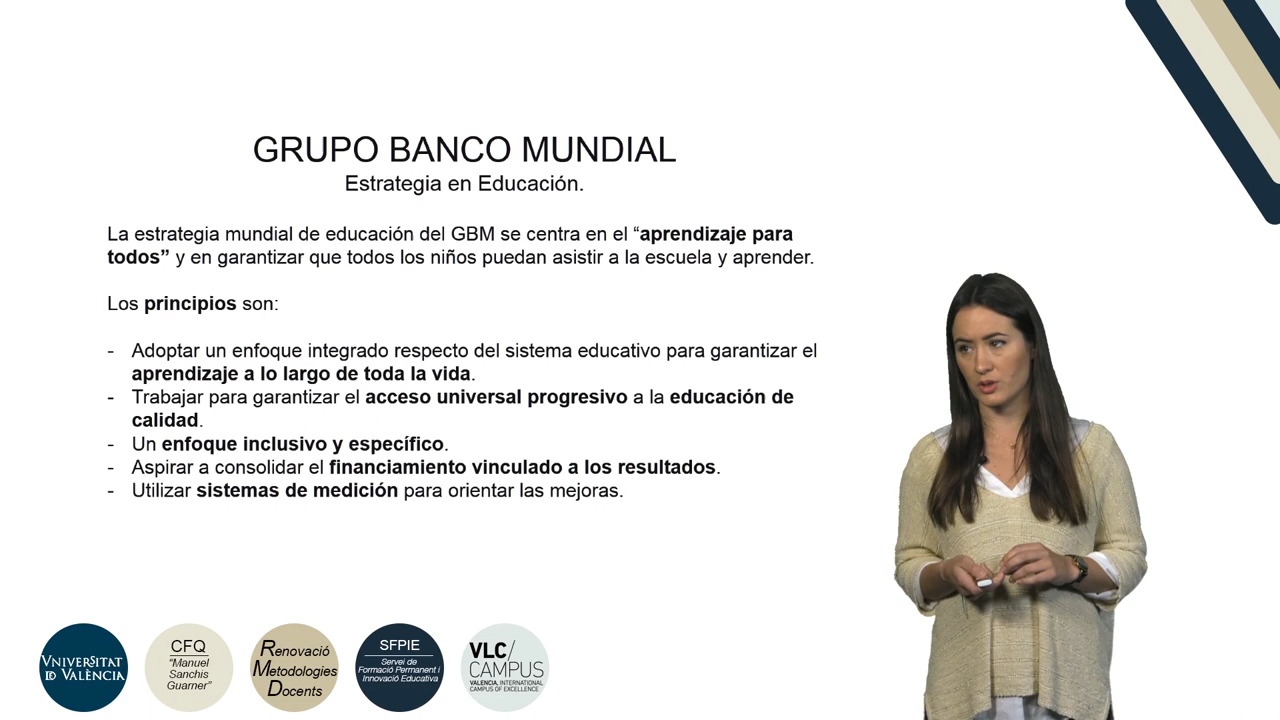 GRUPO BANCO MUNDIAL
Estrategia en Educación.
La estrategia mundial de educación del GBM se centra en el “aprendizaje para
todos” y en garantizar que todos los niños puedan asistir a la escuela y aprender.
Los principios son:
- Adoptar un enfoque integrado respecto del sistema educativo para garantizar el
aprendizaje a lo largo de toda la vida.
- Trabajar para garantizar el acceso universal progresivo a la educación de
calidad.
- Un enfoque inclusivo y específico.
- Aspirar a consolidar el financiamiento vinculado a los resultados.
- Utilizar sistemas de medición para orientar las mejoras.
VNIVERSITAT
ID VALÈNCIA
CFQ
“Manuel
Sanchis
Guarner”
Renovació
Metodologies
Docents
SFPIE
Servei de
Formació Permanent i
Innovació Educativa
VLC/
CAMPUS
VALENCIA, INTERNATIONAL
CAMPUS OF EXCELLENCE